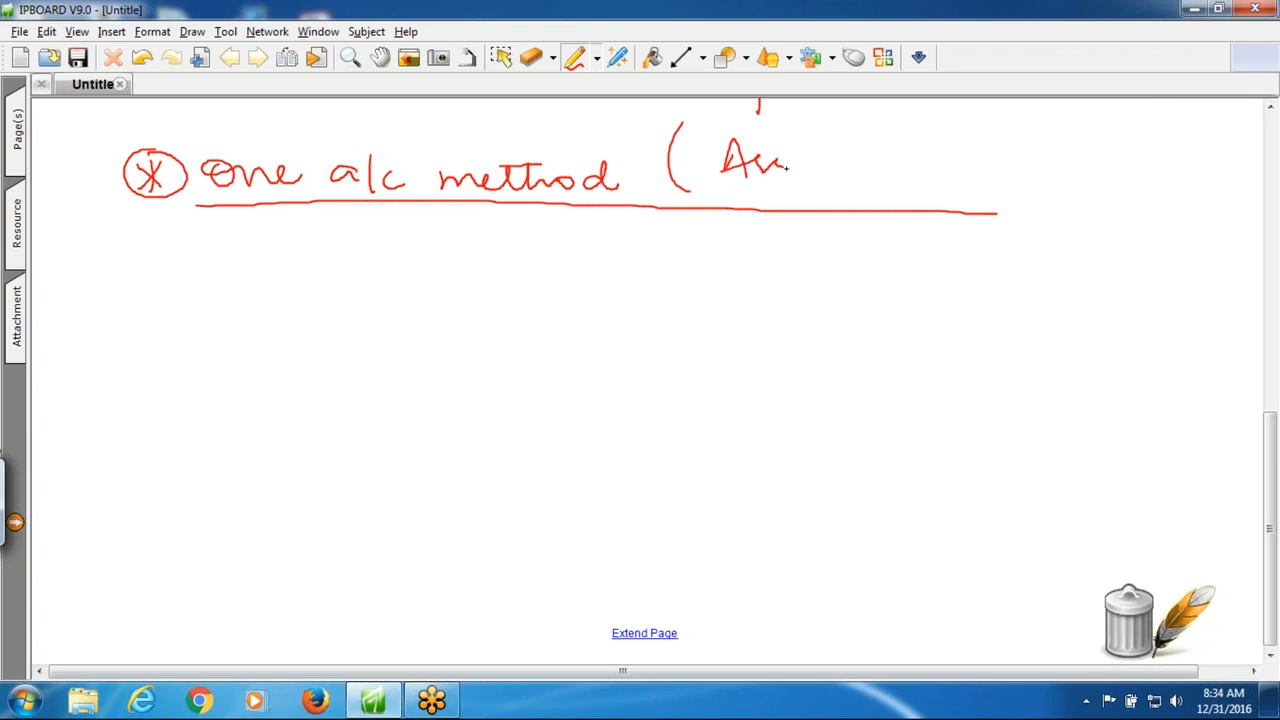 IPBOARD V9.0 - [Untitled]
File Edit View Insert Format Draw Tool Network Window Subject Help
Untitle
Page(s)
Resource
Attachment
* One a/c method (
Extend Page
8:34 AM
12/31/2016